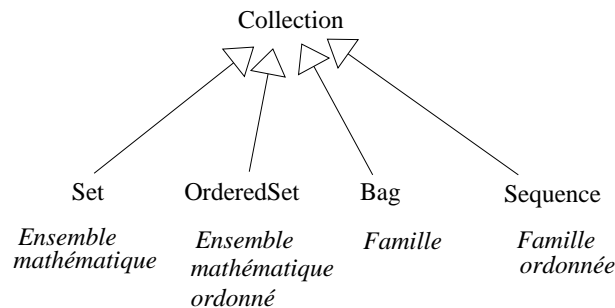 Collection
Set OrderedSet Bag Sequence
Ensemble mathématique
Ensemble mathématique ordonné
Famille
Famille ordonnée